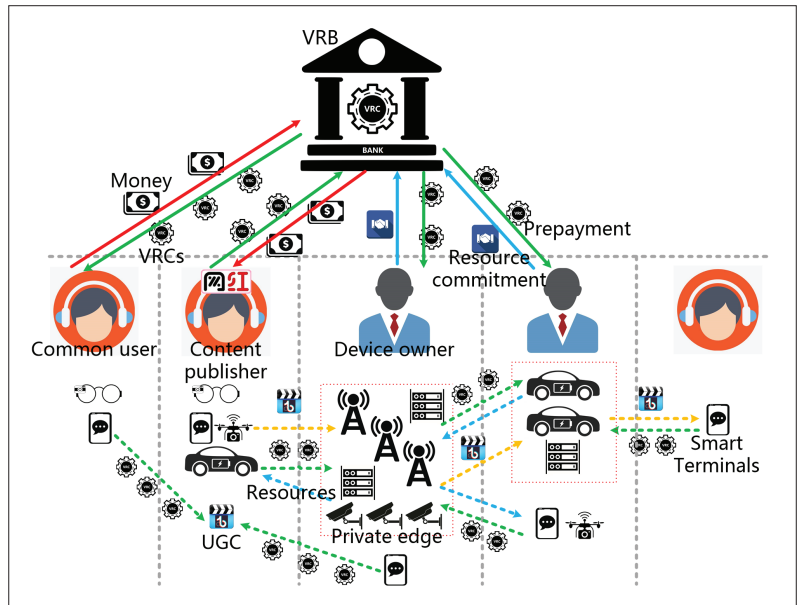 VRB
VRC
BANK
Money
VRCs
Prepayment
Resource
commitment
Common user
Content
publisher
Device owner
Smart
Terminals
Resources
Private edge
UGC